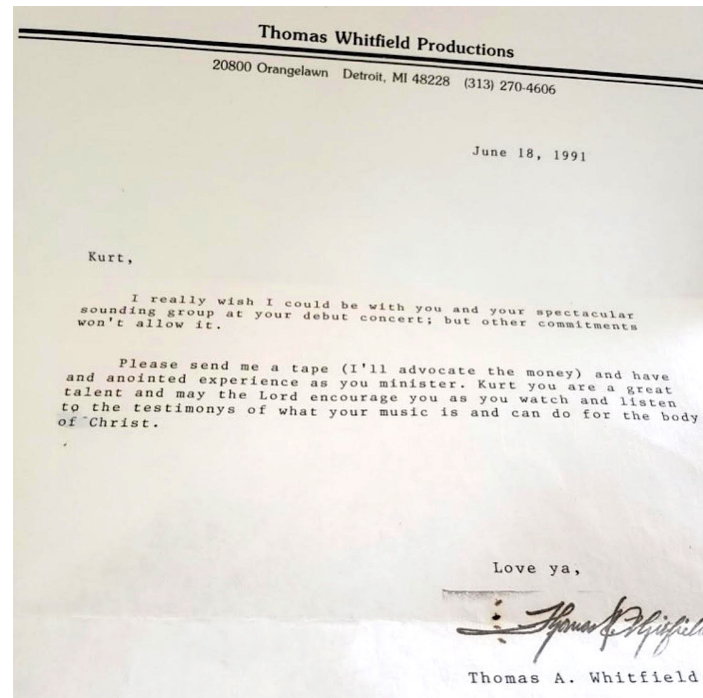 Thomas Whitfield Productions
20800 Orangelawn Detroit, MI 48228 (313) 270-4606
June 18, 1991
Kurt,
I really wish I could be with you and your spectacular
sounding group at your debut concert; but other commitments
won't allow it.
Please send me a tape (I'll advocate the money) and have
and anointed experience as you minister. Kurt you are a great
talent and may the Lord encourage you as you watch and listen
to the testimonys of what your music is and can do for the body
of Christ.
Love ya,
Thomas A. Whitfield
Thomas A. Whitfield